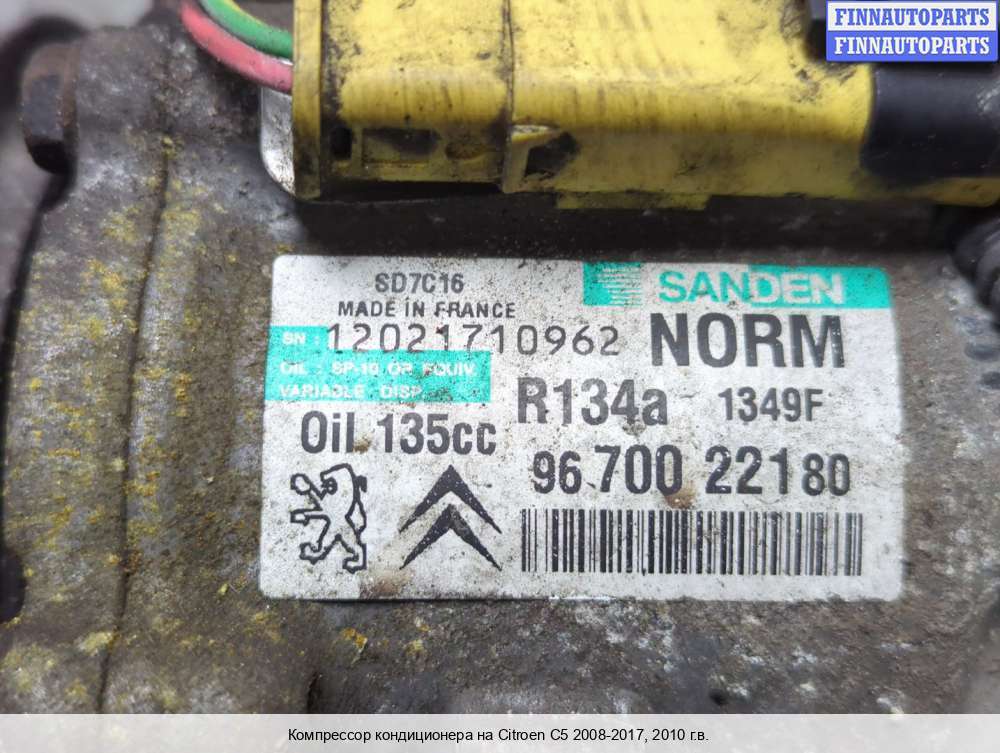 FINNAUTOPARTS
FINNAUTOPARTS
SD7C16
SANDEN
MADE IN FRANCE
SN : 12021710962
NORM
OIL : SP-10 OR EQUIV.
VARIABLE DISP.
R134a 1349F
Oil 135cc
96 700 221 80
Компрессор кондиционера на Citroen C5 2008-2017, 2010 г.в.